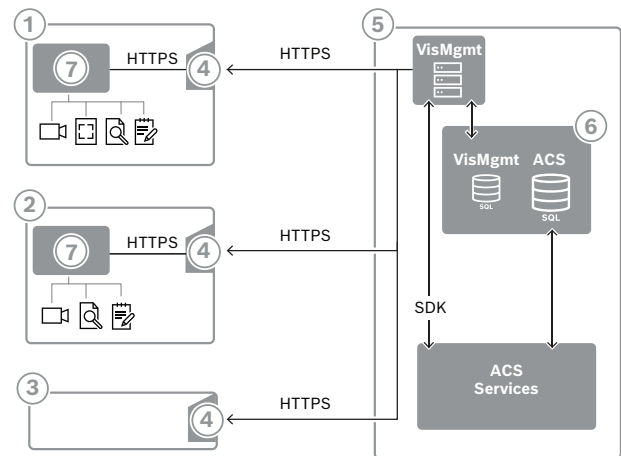 1
7
HTTPS
4
HTTPS
2
7
HTTPS
4
HTTPS
3
4
HTTPS
5
VisMgmt
6
VisMgmt ACS
SQL
SQL
SDK
ACS
Services